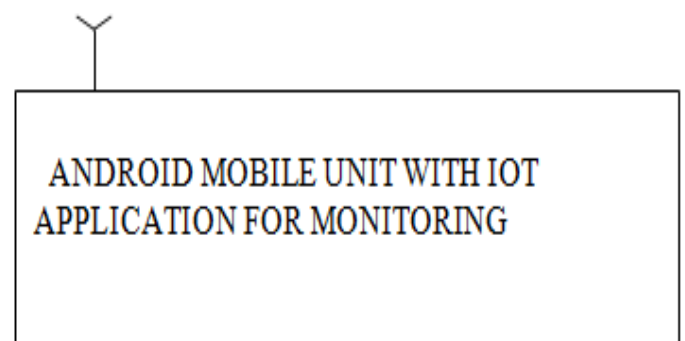 ANDROID MOBILE UNIT WITH IOT
APPLICATION FOR MONITORING